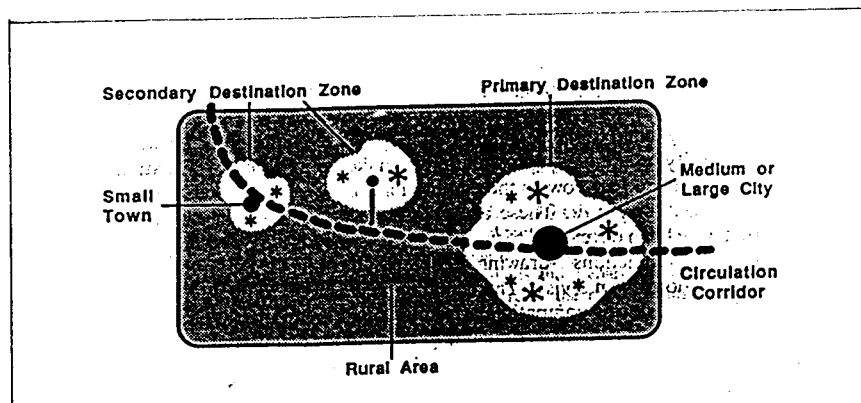 Secondary Destination Zone
Primary Destination Zone
Small
Town
Medium or
Large City
Circulation
Corridor
Rural Area